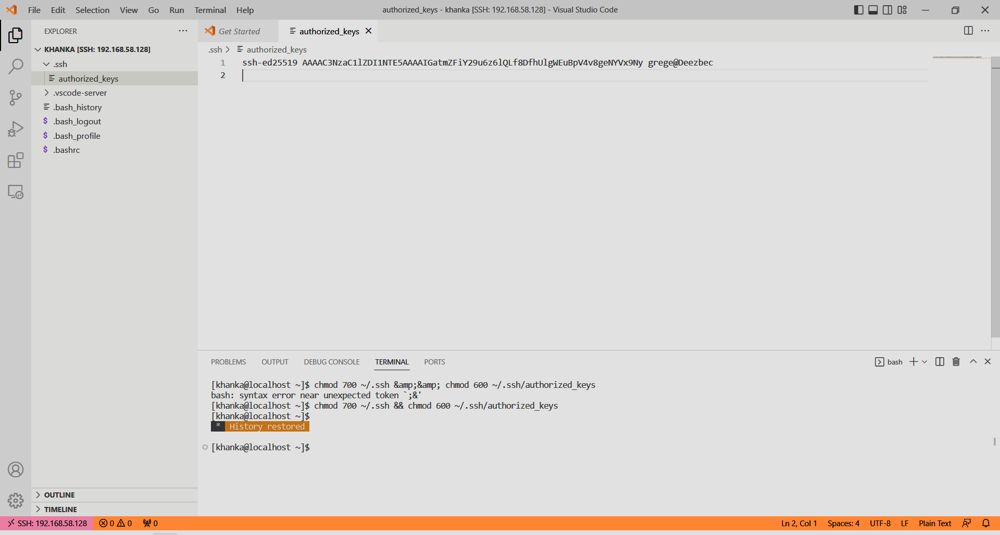 File Edit Selection View Go Run Terminal Help
authorized_keys - khanka [SSH: 192.168.58.128] - Visual Studio Code
EXPLORER
KHANKA [SSH: 192.168.58.128]
.ssh
authorized_keys
.vscode-server
.bash_history
$ .bash_logout
$ .bash_profile
$ .bashrc
OUTLINE
TIMELINE
Get Started
authorized_keys
.ssh > authorized_keys
1 ssh-ed25519 AAAAC3NzaC1lZDI1NTE5AAAAIGatmZFiY29u6z6lQLf8DfhUlgWEuBpV4v8geNYVx9Ny grege@Deezbec
2
PROBLEMS OUTPUT DEBUG CONSOLE TERMINAL PORTS
bash
[khanka@localhost ~]$ chmod 700 ~/.ssh &amp;&amp; chmod 600 ~/.ssh/authorized_keys
bash: syntax error near unexpected token `;&'
[khanka@localhost ~]$ chmod 700 ~/.ssh && chmod 600 ~/.ssh/authorized_keys
[khanka@localhost ~]$
* History restored
[khanka@localhost ~]$
SSH: 192.168.58.128 0 0 0
Ln 2, Col 1 Spaces: 4 UTF-8 LF Plain Text